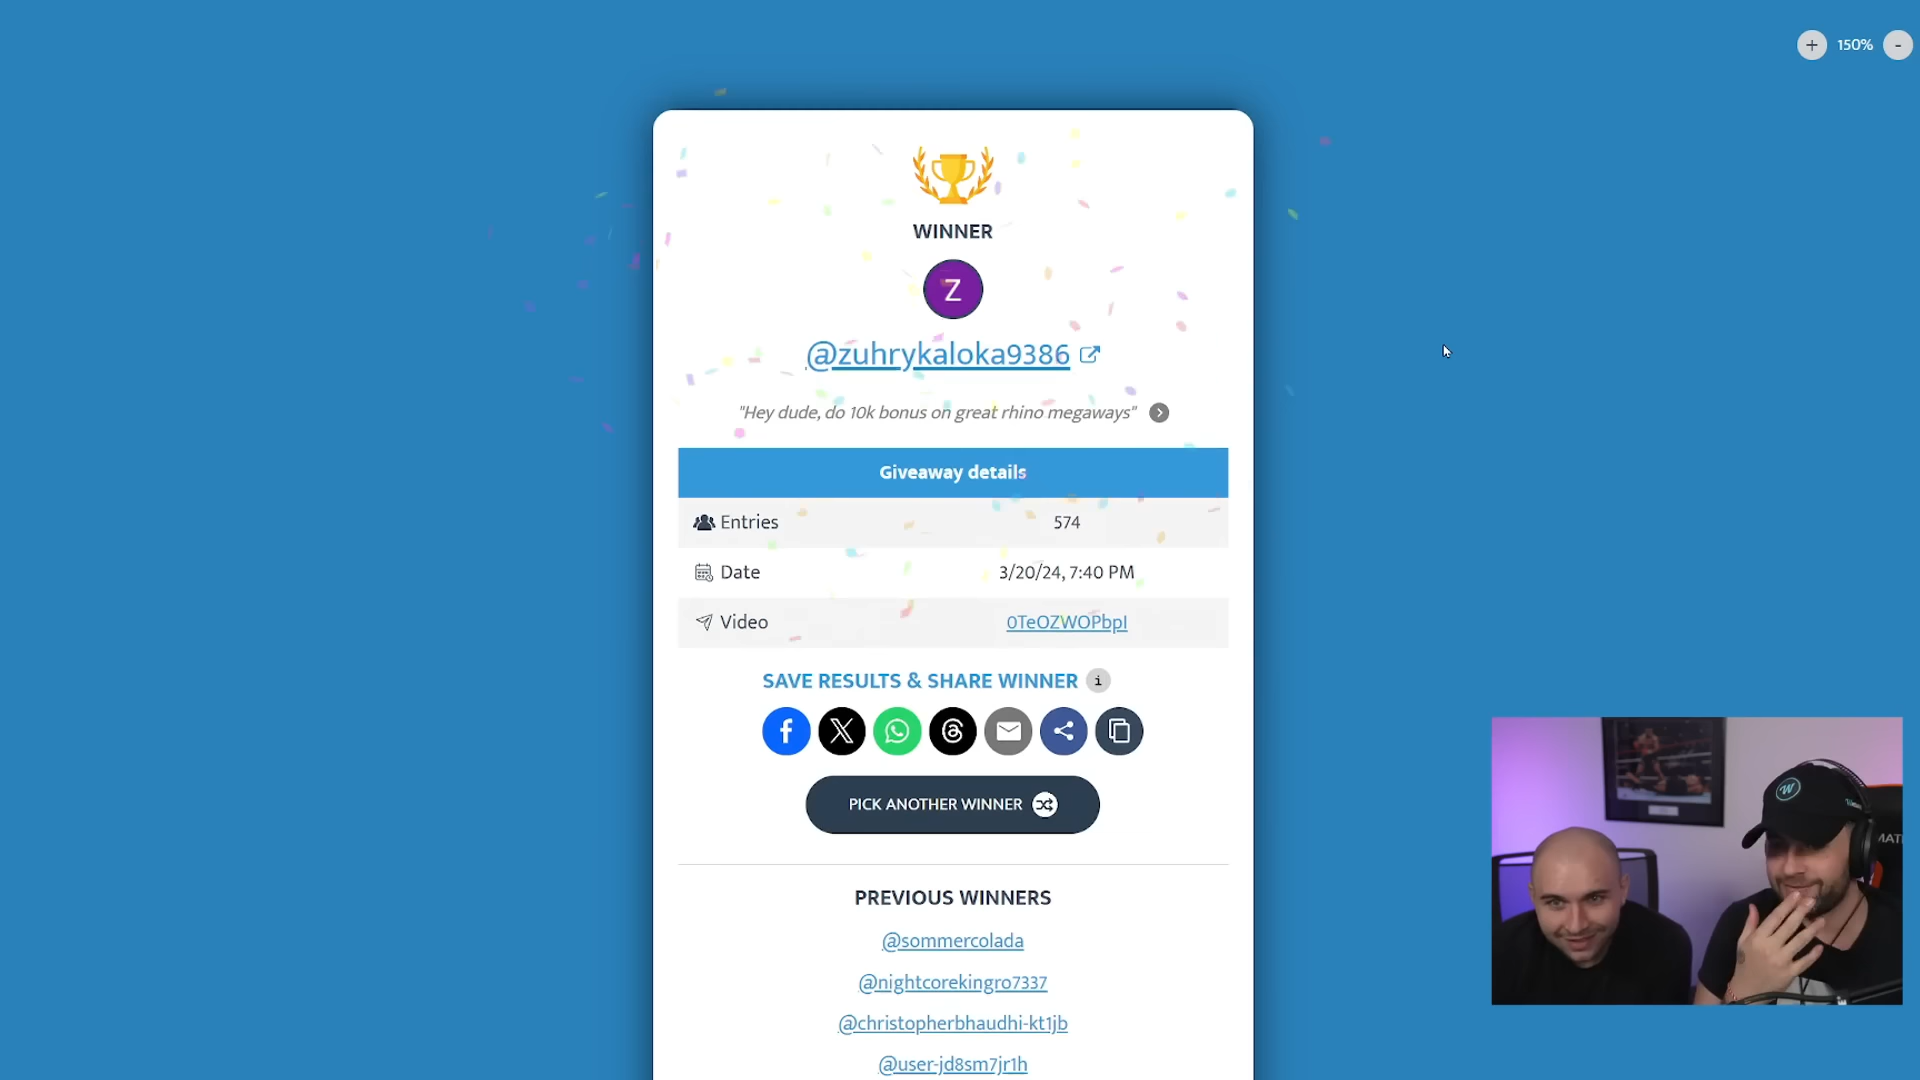 + 150% -
WINNER
Z
@zuhrykaloka9386
"Hey dude, do 10k bonus on great rhino megaways"
Giveaway details
Entries 574
Date 3/20/24, 7:40 PM
Video 0TeOZWOPbpI
SAVE RESULTS & SHARE WINNER i
PICK ANOTHER WINNER
PREVIOUS WINNERS
@sommercolada
@nightcorekingro7337
@christopherbhaudhi-kt1jb
@user-jd8sm7jr1h
W
MAT